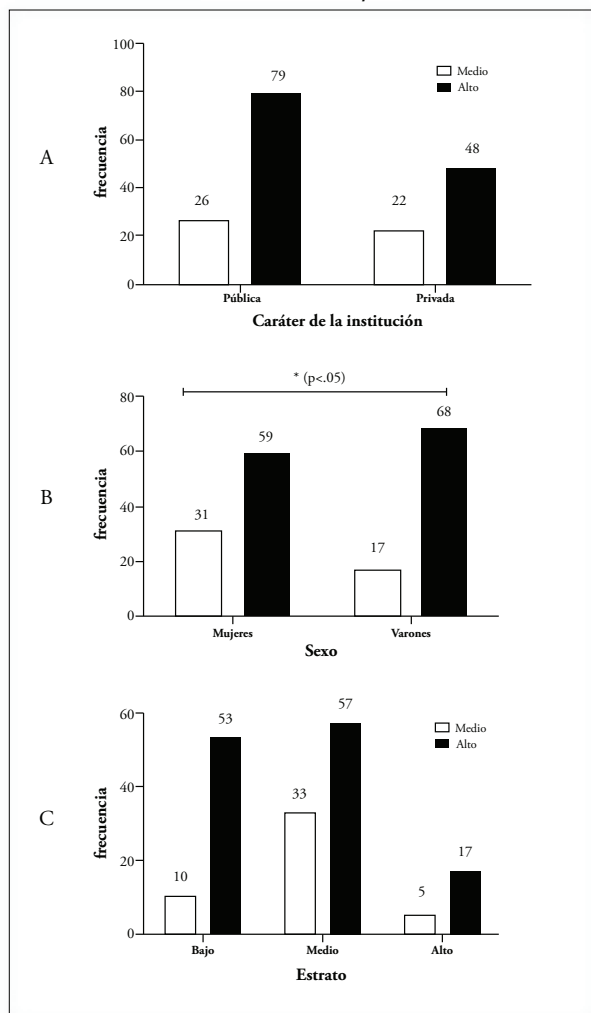 A
100
80
60
40
20
0
frecuencia
Medio
Alto
26
79
22
48
Pública
Privada
Caráter de la institución
B
* (p<.05)
80
60
40
20
0
frecuencia
31
59
17
68
Mujeres
Varones
Sexo
C
60
40
20
0
frecuencia
Medio
Alto
10
53
33
57
5
17
Bajo
Medio
Alto
Estrato